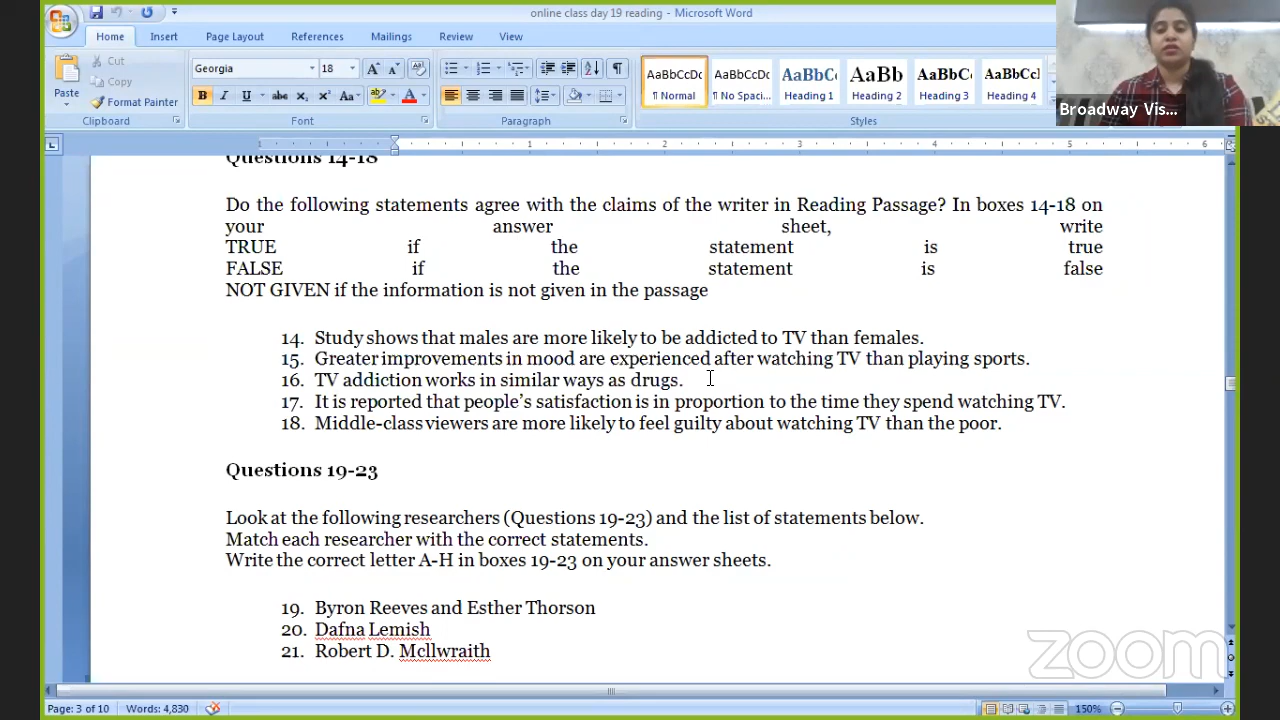 online class day 19 reading - Microsoft Word
Home Insert Page Layout References Mailings Review View
Paste Cut Copy Format Painter Clipboard
Georgia 18 Font
Paragraph
AaBbCcDc ¶ Normal AaBbCcDc ¶ No Spaci... AaBbC Heading 1 AaBb Heading 2 AaBbC Heading 3 AaBbCcI Heading 4 Styles
Broadway Vis...
Questions 14-18
Do the following statements agree with the claims of the writer in Reading Passage? In boxes 14-18 on
your answer sheet, write
TRUE if the statement is true
FALSE if the statement is false
NOT GIVEN if the information is not given in the passage
14. Study shows that males are more likely to be addicted to TV than females.
15. Greater improvements in mood are experienced after watching TV than playing sports.
16. TV addiction works in similar ways as drugs.
17. It is reported that people's satisfaction is in proportion to the time they spend watching TV.
18. Middle-class viewers are more likely to feel guilty about watching TV than the poor.
Questions 19-23
Look at the following researchers (Questions 19-23) and the list of statements below.
Match each researcher with the correct statements.
Write the correct letter A-H in boxes 19-23 on your answer sheets.
19. Byron Reeves and Esther Thorson
20. Dafna Lemish
21. Robert D. Mcllwraith
zoom
Page: 3 of 10 Words: 4,830 150%